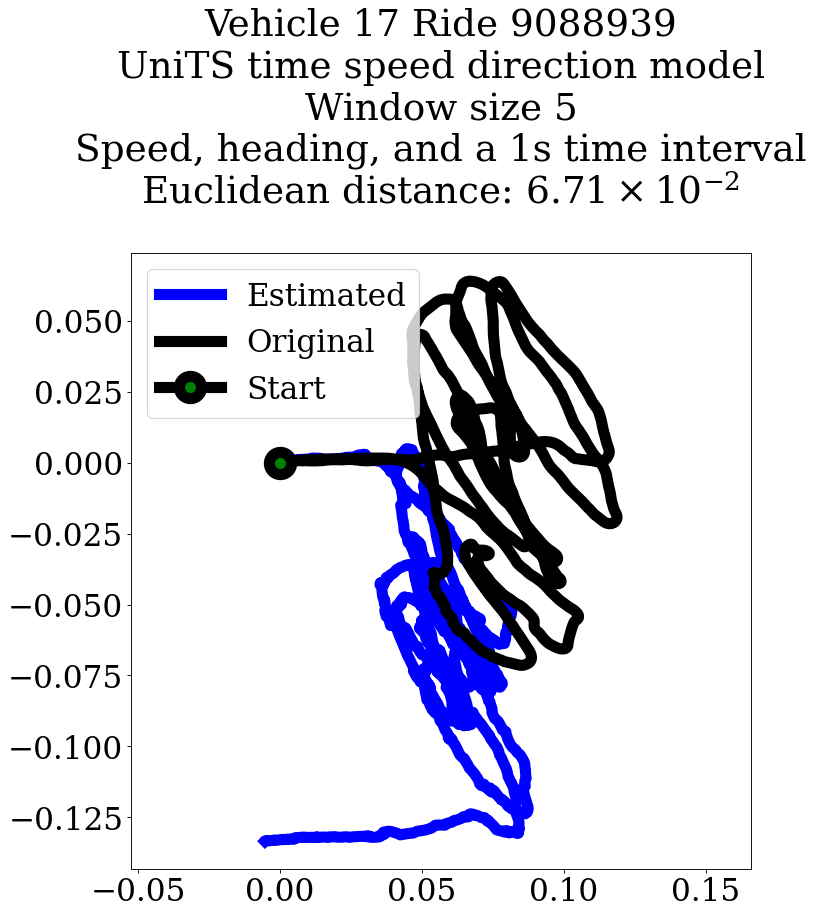 Vehicle 17 Ride 9088939
UniTS time speed direction model
Window size 5
Speed, heading, and a 1s time interval
Euclidean distance: 6.71 × 10⁻²
Estimated
Original
Start
0.050
0.025
0.000
−0.025
−0.050
−0.075
−0.100
−0.125
−0.05 0.00 0.05 0.10 0.15